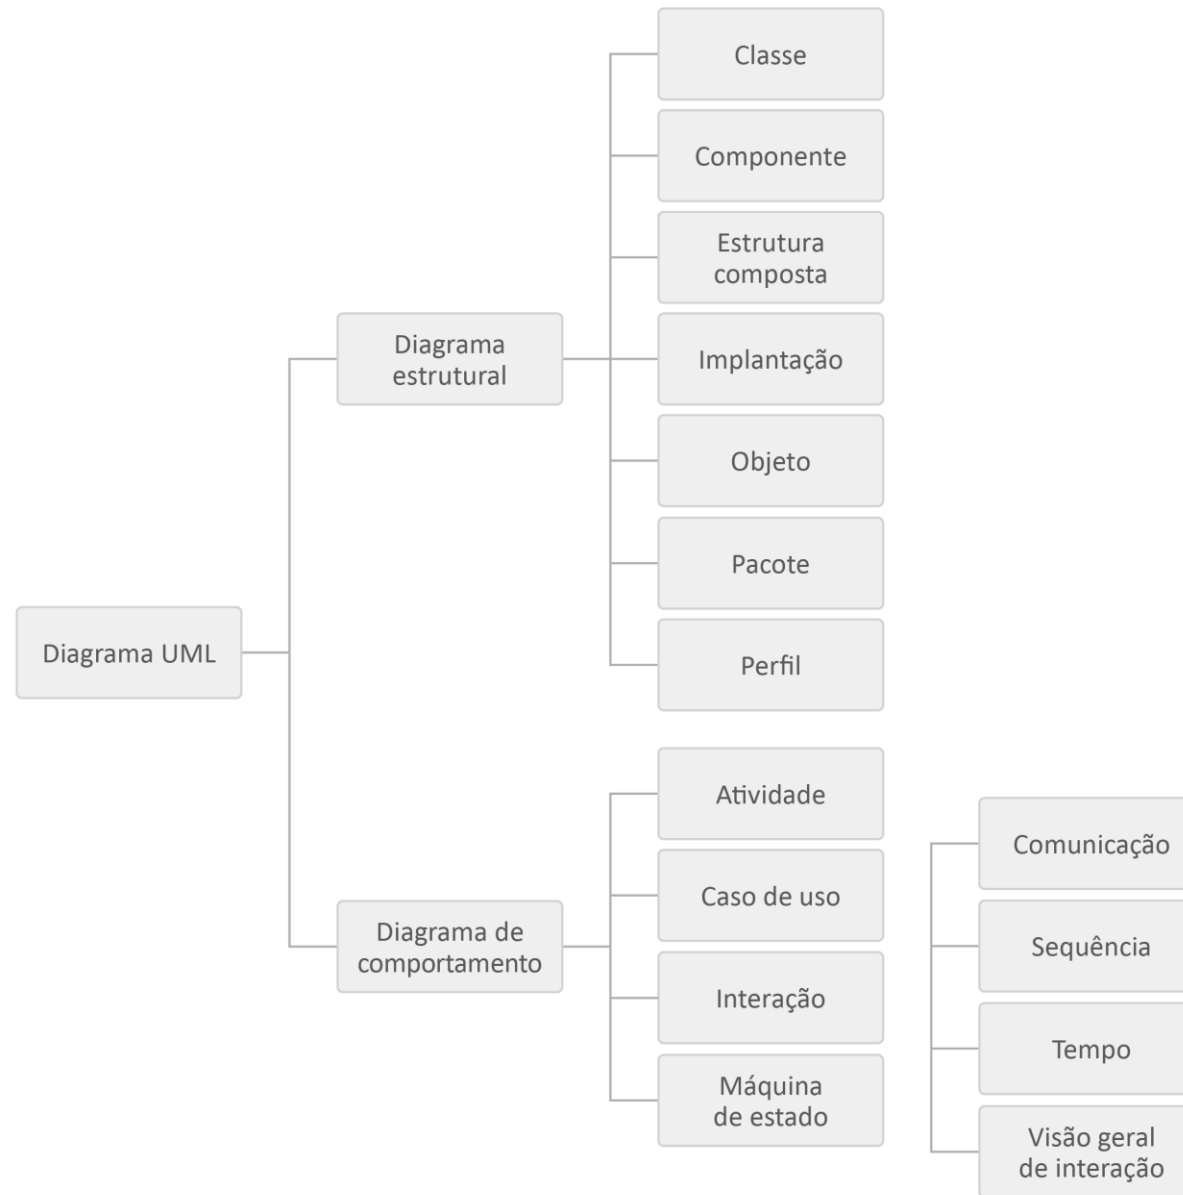 Classe
Componente
Estrutura
composta
Diagrama
estrutural
Implantação
Objeto
Pacote
Perfil
Diagrama UML
Atividade
Caso de uso
Diagrama de
comportamento
Interação
Máquina
de estado
Comunicação
Sequência
Tempo
Visão geral
de interação